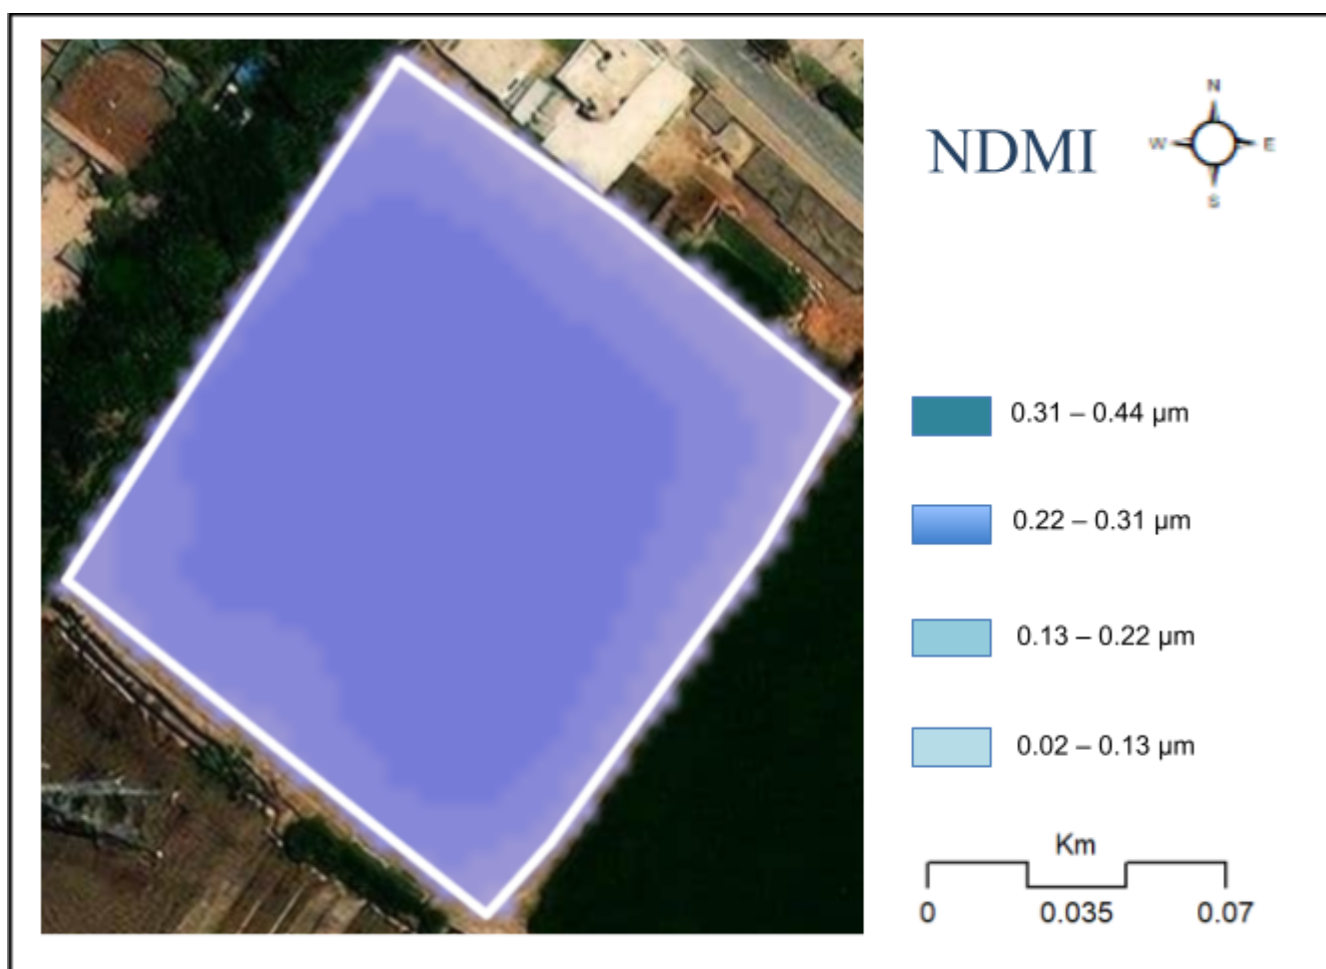 NDMI
N
W
E
S
0.31 – 0.44 µm
0.22 – 0.31 µm
0.13 – 0.22 µm
0.02 – 0.13 µm
Km
0 0.035 0.07